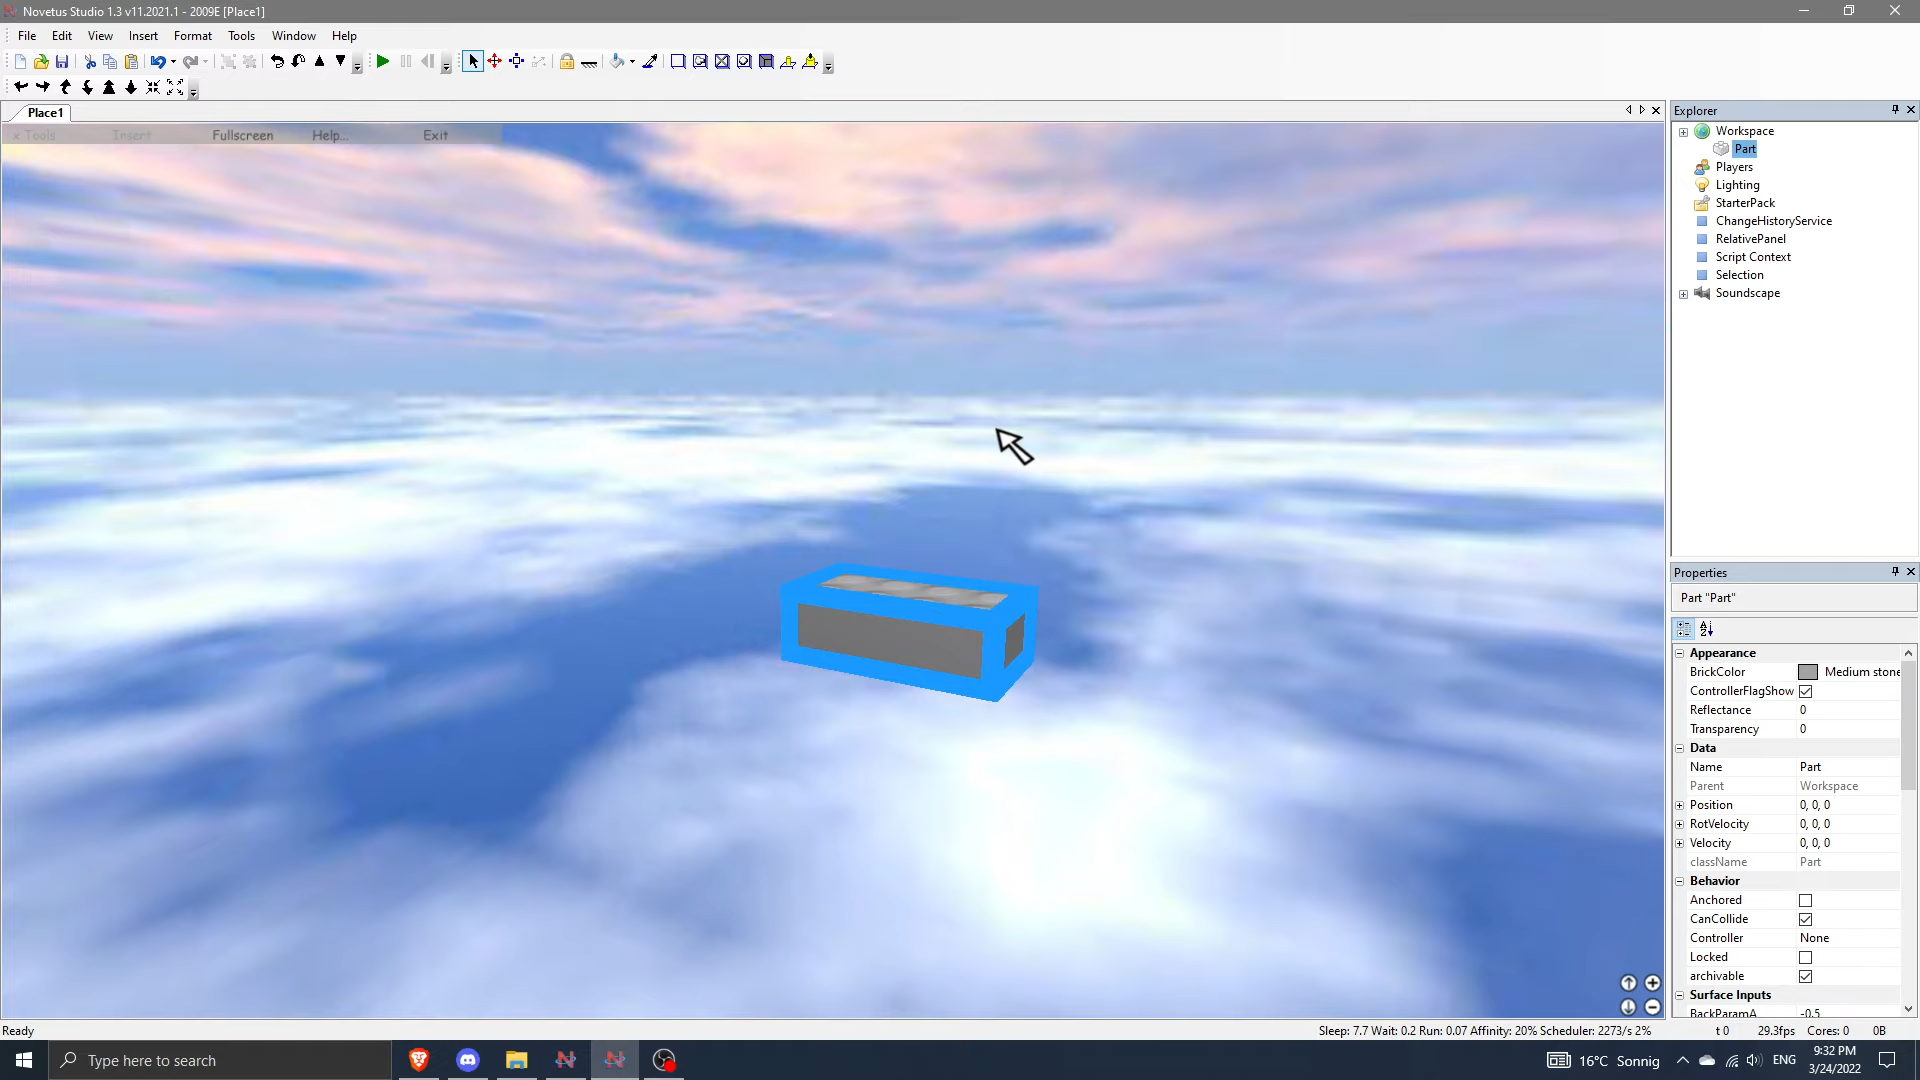 Novetus Studio 1.3 v11.2021.1 - 2009E [Place1]
File Edit View Insert Format Tools Window Help
Place1
Explorer
× Tools Insert Fullscreen Help... Exit
Workspace
Part
Players
Lighting
StarterPack
ChangeHistoryService
RelativePanel
Script Context
Selection
Soundscape
Properties
Part "Part"
Appearance
BrickColor Medium stone
ControllerFlagShow
Reflectance 0
Transparency 0
Data
Name Part
Parent Workspace
Position 0, 0, 0
RotVelocity 0, 0, 0
Velocity 0, 0, 0
className Part
Behavior
Anchored
CanCollide
Controller None
Locked
archivable
Surface Inputs
BackParamA -0.5
Ready Sleep: 7.7 Wait: 0.2 Run: 0.07 Affinity: 20% Scheduler: 2273/s 2% t 0 29.3fps Cores: 0 0B
Type here to search
16°C Sonnig ENG
9:32 PM
3/24/2022